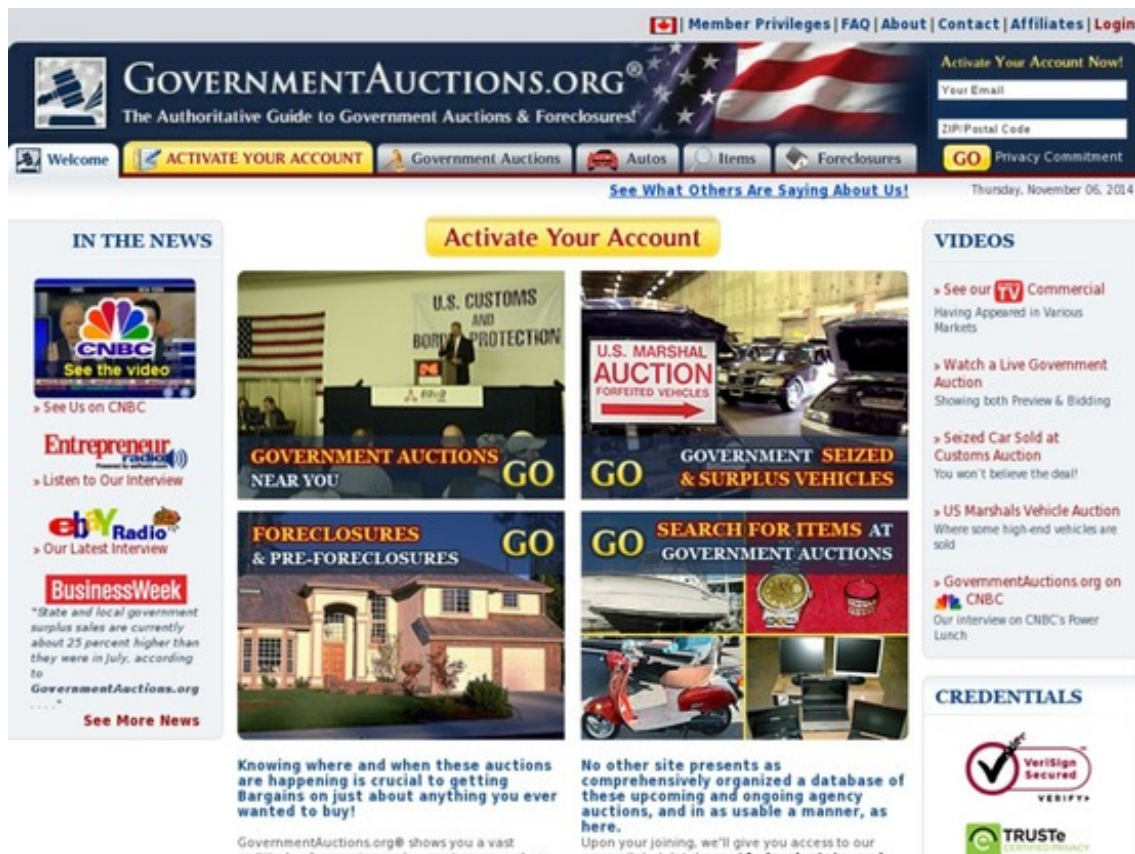 | Member Privileges | FAQ | About | Contact | Affiliates | Login
GOVERNMENTAUCTIONS.ORG®
The Authoritative Guide to Government Auctions & Foreclosures!
Activate Your Account Now!
Your Email
ZIP/Postal Code
GO Privacy Commitment
Welcome
ACTIVATE YOUR ACCOUNT
Government Auctions
Autos
Items
Foreclosures
See What Others Are Saying About Us!
Thursday, November 06, 2014
IN THE NEWS
CNBC
See the video
» See Us on CNBC
Entrepreneur
radio
» Listen to Our Interview
ebY Radio
» Our Latest Interview
BusinessWeek
"State and local government
surplus sales are currently
about 25 percent higher than
they were in July, according
to
GovernmentAuctions.org
. . . ."
See More News
Activate Your Account
U.S. CUSTOMS
AND
BORDER PROTECTION
GOVERNMENT AUCTIONS
NEAR YOU
GO
U.S. MARSHAL
AUCTION
FORFEITED VEHICLES
GO
GOVERNMENT SEIZED
& SURPLUS VEHICLES
FORECLOSURES
& PRE-FORECLOSURES
GO
GO
SEARCH FOR ITEMS AT
GOVERNMENT AUCTIONS
Knowing where and when these auctions
are happening is crucial to getting
Bargains on just about anything you ever
wanted to buy!
GovernmentAuctions.org® shows you a vast
No other site presents as
comprehensively organized a database of
these upcoming and ongoing agency
auctions, and in as usable a manner, as
here.
Upon your joining, we'll give you access to our
VIDEOS
» See our TV Commercial
Having Appeared in Various
Markets
» Watch a Live Government
Auction
Showing both Preview & Bidding
» Seized Car Sold at
Customs Auction
You won't believe the deal!
» US Marshals Vehicle Auction
Where some high-end vehicles are
sold
» GovernmentAuctions.org on
CNBC
Our interview on CNBC's Power
Lunch
CREDENTIALS
VeriSign
Secured
VERIFY
TRUSTe
CERTIFIED PRIVACY